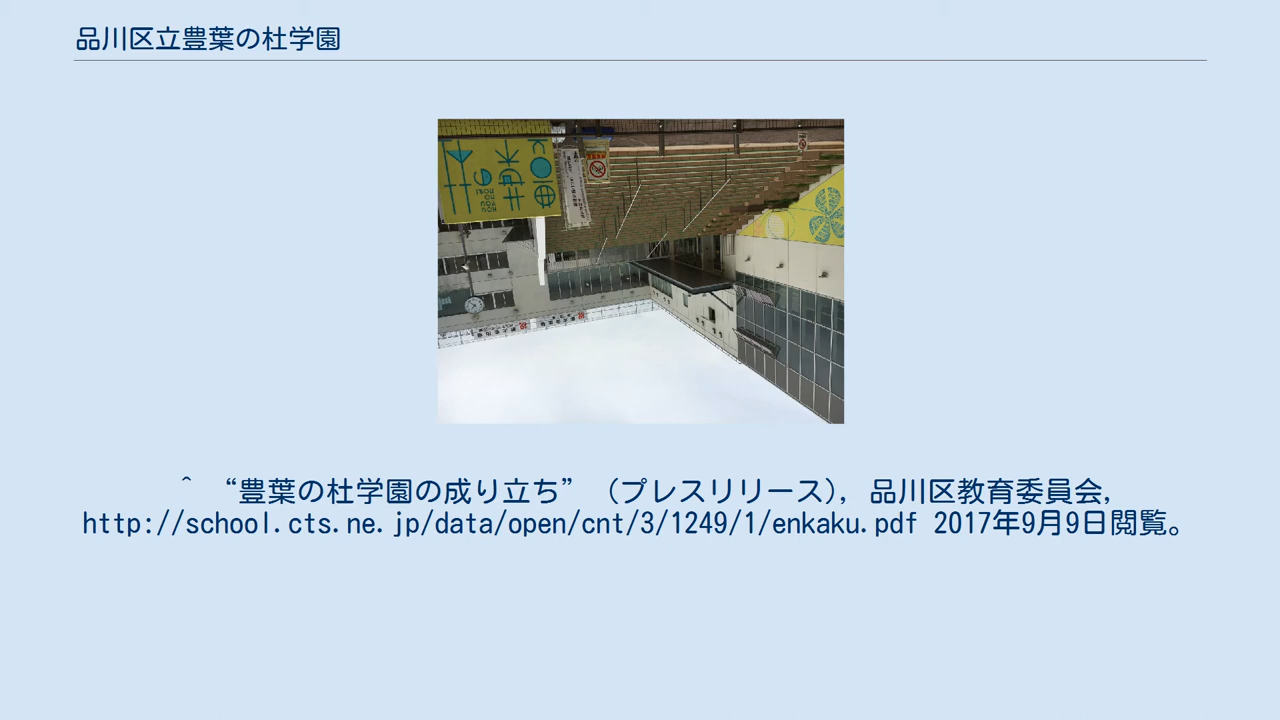 品川区立豊葉の杜学園
^ “豊葉の杜学園の成り立ち” (プレスリリース), 品川区教育委員会,
http://school.cts.ne.jp/data/open/cnt/3/1249/1/enkaku.pdf 2017年9月9日閲覧。